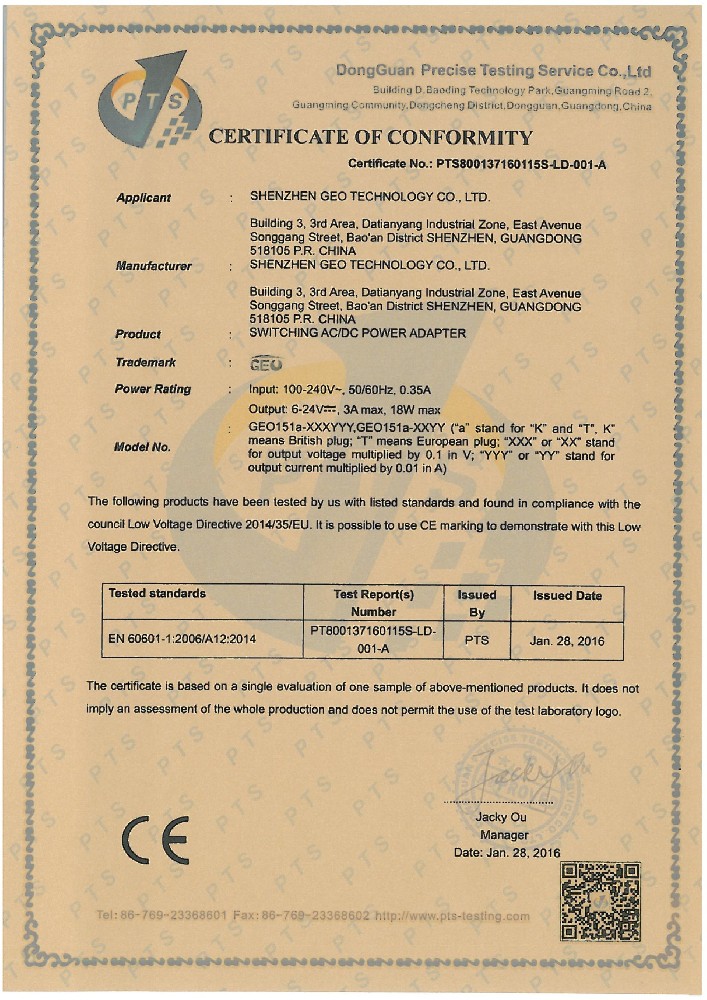 PTS
DongGuan Precise Testing Service Co.,Ltd
Building D,Baoding Technology Park,Guangming Road 2,
Guangming Community,Dongcheng District,Dongguan,Guangdong,China
CERTIFICATE OF CONFORMITY
Certificate No.: PTS800137160115S-LD-001-A
Applicant : SHENZHEN GEO TECHNOLOGY CO., LTD.
Building 3, 3rd Area, Datianyang Industrial Zone, East Avenue
Songgang Street, Bao'an District SHENZHEN, GUANGDONG
518105 P.R. CHINA
Manufacturer : SHENZHEN GEO TECHNOLOGY CO., LTD.
Building 3, 3rd Area, Datianyang Industrial Zone, East Avenue
Songgang Street, Bao'an District SHENZHEN, GUANGDONG
518105 P.R. CHINA
Product : SWITCHING AC/DC POWER ADAPTER
Trademark : GEO
Power Rating : Input: 100-240V~, 50/60Hz, 0.35A
Output: 6-24V⎓, 3A max, 18W max
Model No. : GEO151a-XXXYYY,GEO151a-XXYY ("a" stand for "K" and "T", K"
means British plug; "T" means European plug; "XXX" or "XX" stand
for output voltage multiplied by 0.1 in V; "YYY" or "YY" stand for
output current multiplied by 0.01 in A)
The following products have been tested by us with listed standards and found in compliance with the
council Low Voltage Directive 2014/35/EU. It is possible to use CE marking to demonstrate with this Low
Voltage Directive.
Tested standards Test Report(s) Number Issued By Issued Date
EN 60601-1:2006/A12:2014 PT800137160115S-LD-001-A PTS Jan. 28, 2016
The certificate is based on a single evaluation of one sample of above-mentioned products. It does not
imply an assessment of the whole production and does not permit the use of the test laboratory logo.
Jacky Ou
Manager
Date: Jan. 28, 2016
CE
Tel:86-769-23368601 Fax:86-769-23368602 http://www.pts-testing.com